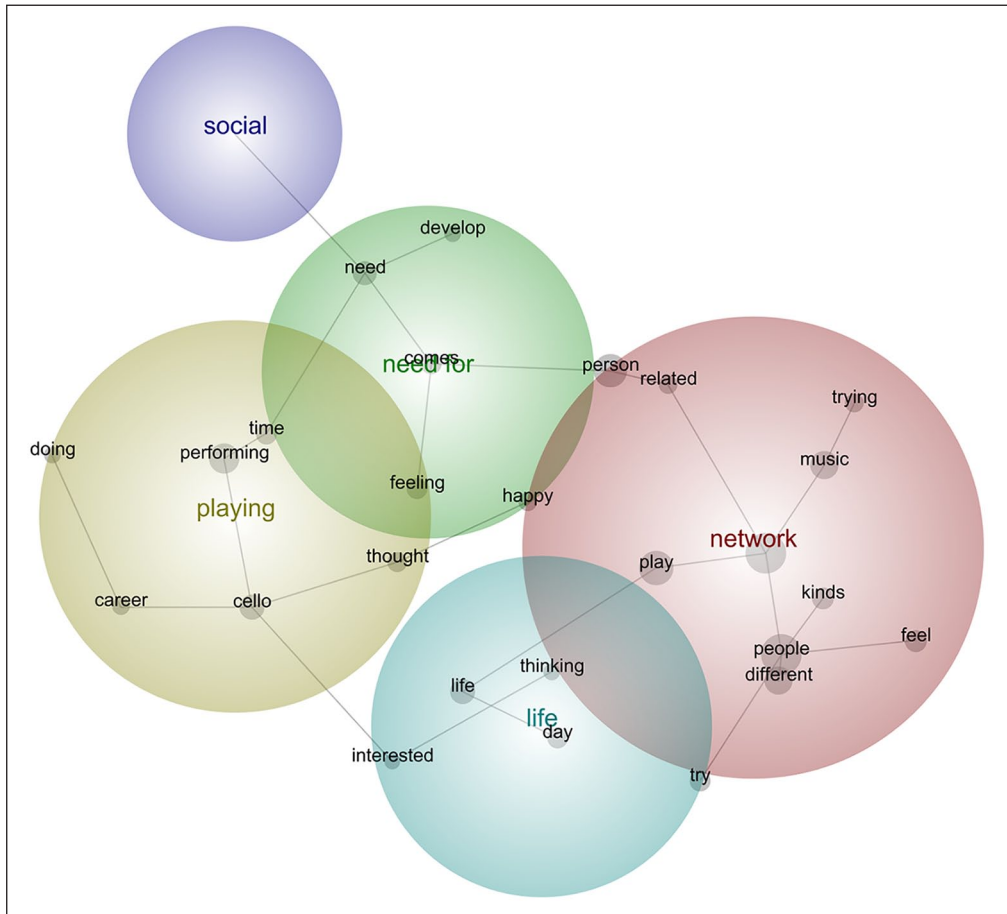 social
develop
need
comes
need for
person
related
trying
time
doing
performing
music
feeling
happy
playing
network
thought
play
kinds
career
cello
feel
people
thinking
different
life
life
day
interested
try